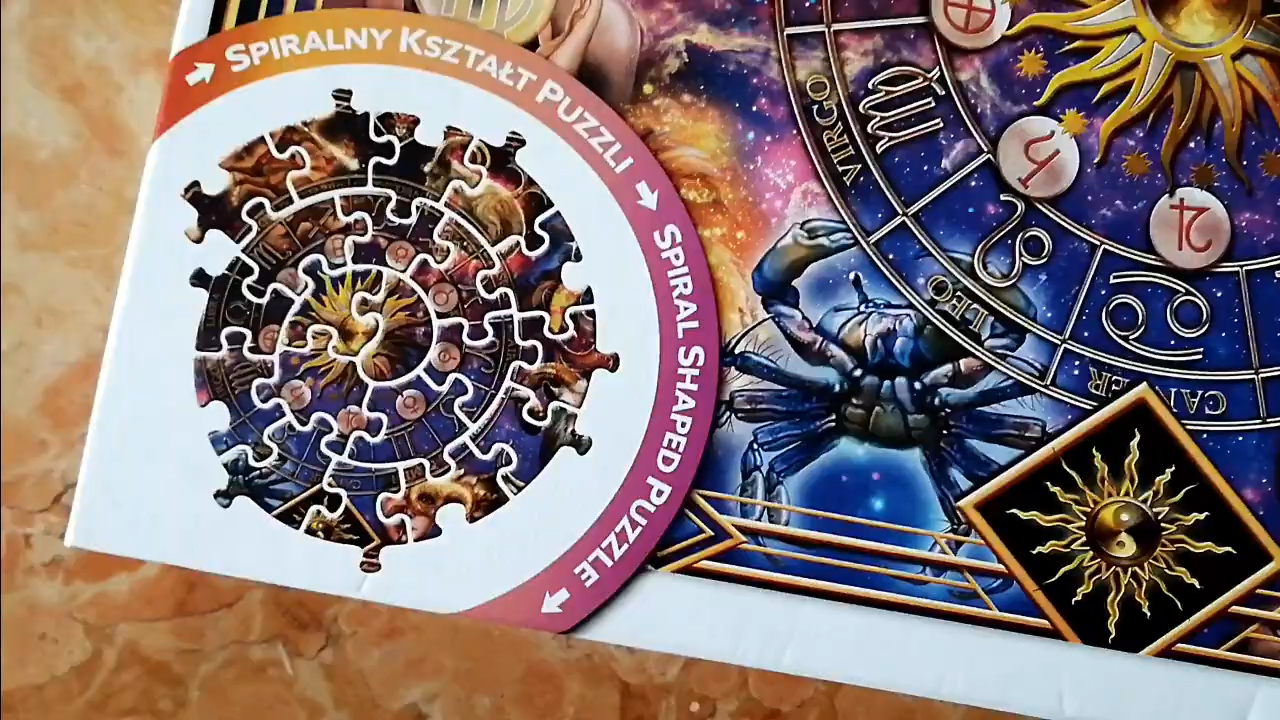 SPIRALNY KSZTAŁT PUZZLI
SPIRAL SHAPED PUZZLE
VIRGO
LEO
CANCER